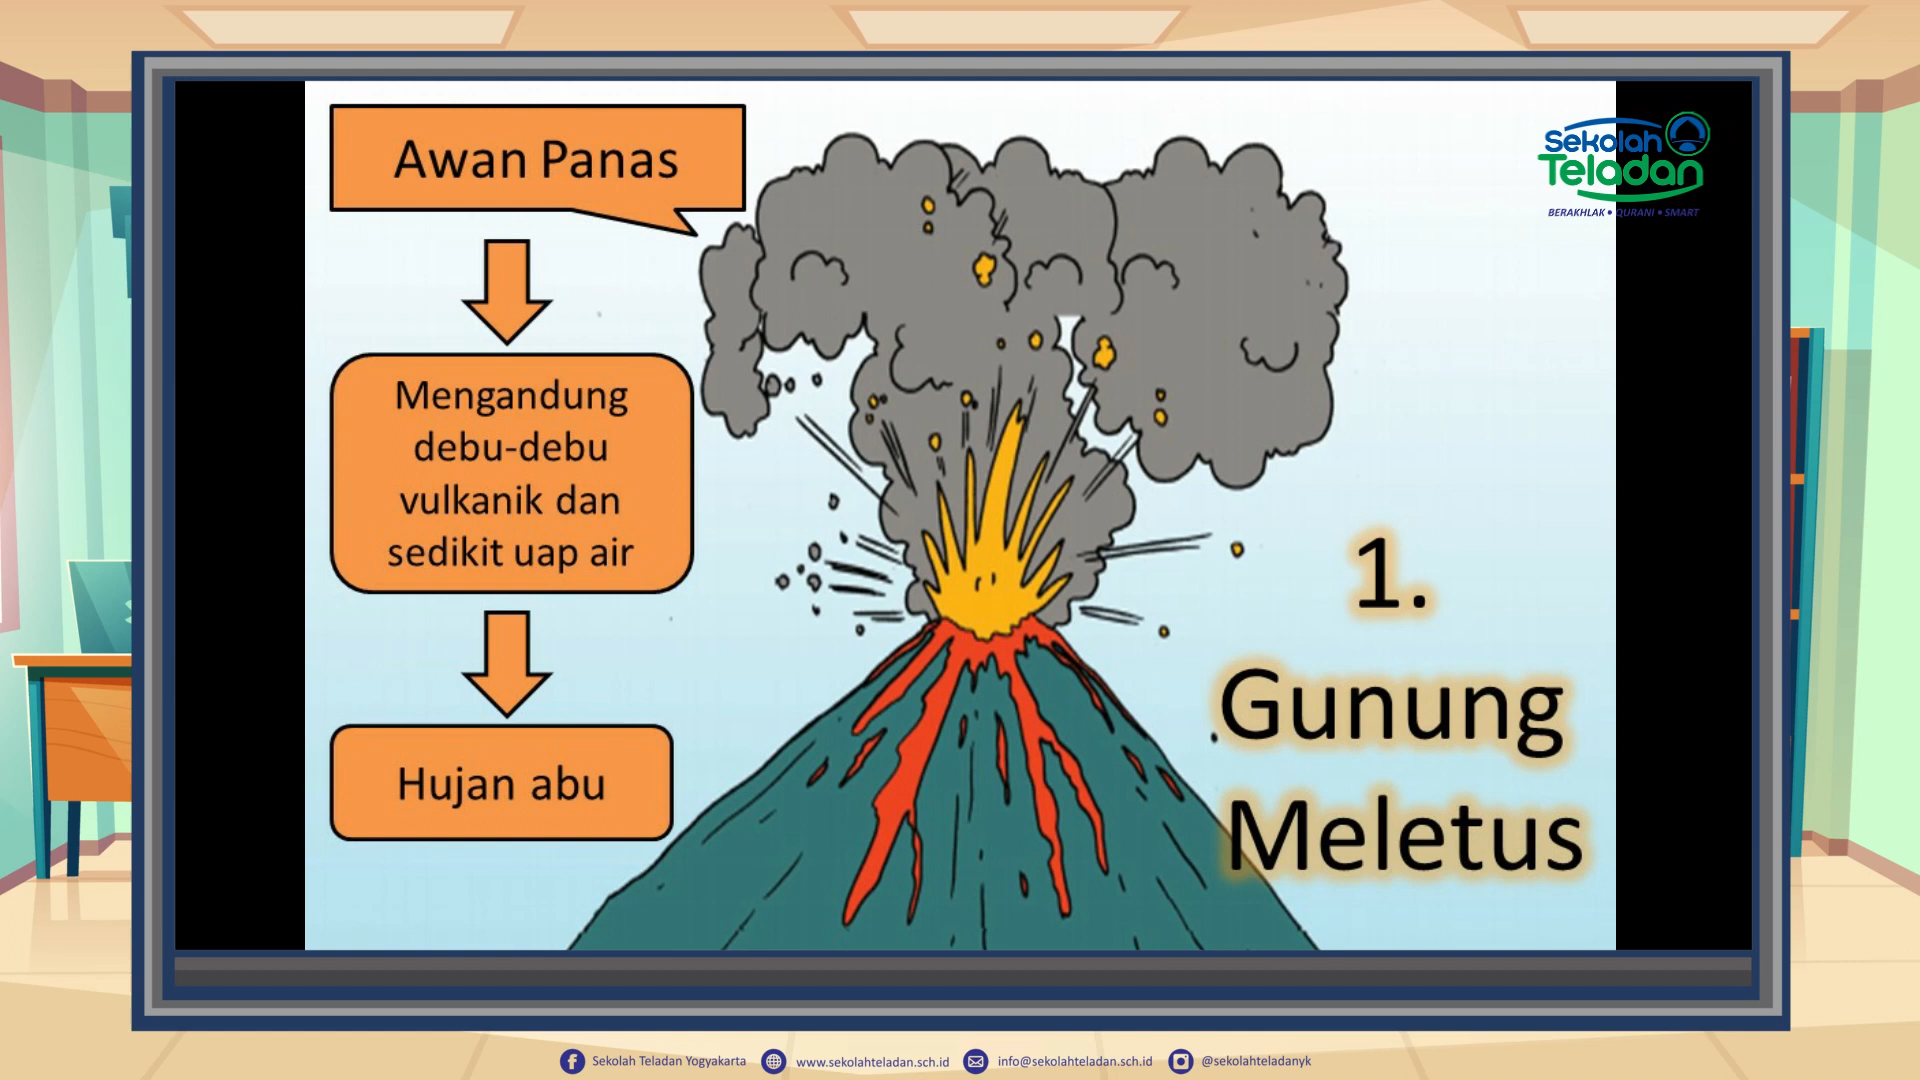 Awan Panas
Mengandung
debu-debu
vulkanik dan
sedikit uap air
Hujan abu
Sekolah
Teladan
BERAKHLAK • QURANI • SMART
1.
Gunung
Meletus
Sekolah Teladan Yogyakarta www.sekolahteladan.sch.id info@sekolahteladan.sch.id @sekolahteladanyk